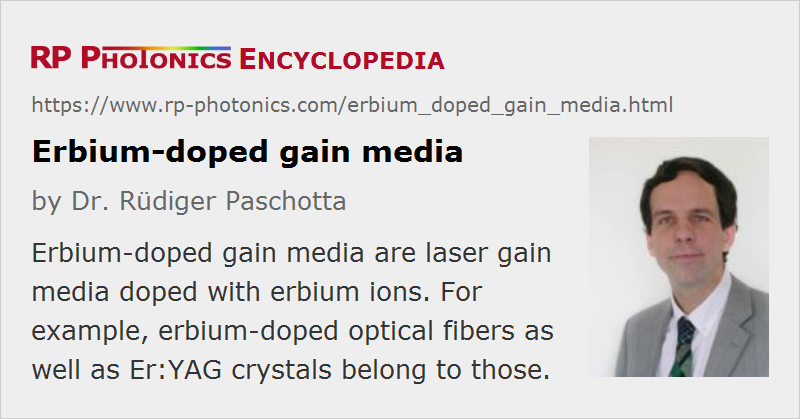 RP PHOTONICS ENCYCLOPEDIA
https://www.rp-photonics.com/erbium_doped_gain_media.html
Erbium-doped gain media
by Dr. Rüdiger Paschotta
Erbium-doped gain media are laser gain
media doped with erbium ions. For
example, erbium-doped optical fibers as
well as Er:YAG crystals belong to those.